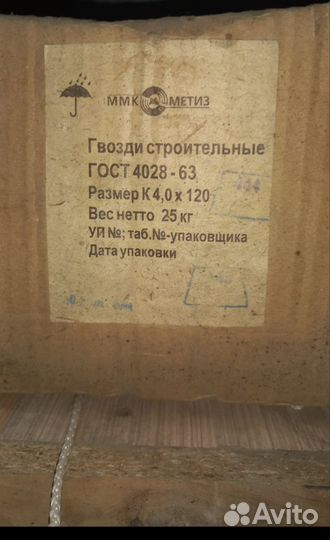 ММК МЕТИЗ
Гвозди строительные
ГОСТ 4028 - 63
Размер К 4,0 х 120
Вес нетто 25 кг
УП №; таб.№-упаковщика
Дата упаковки
Avito